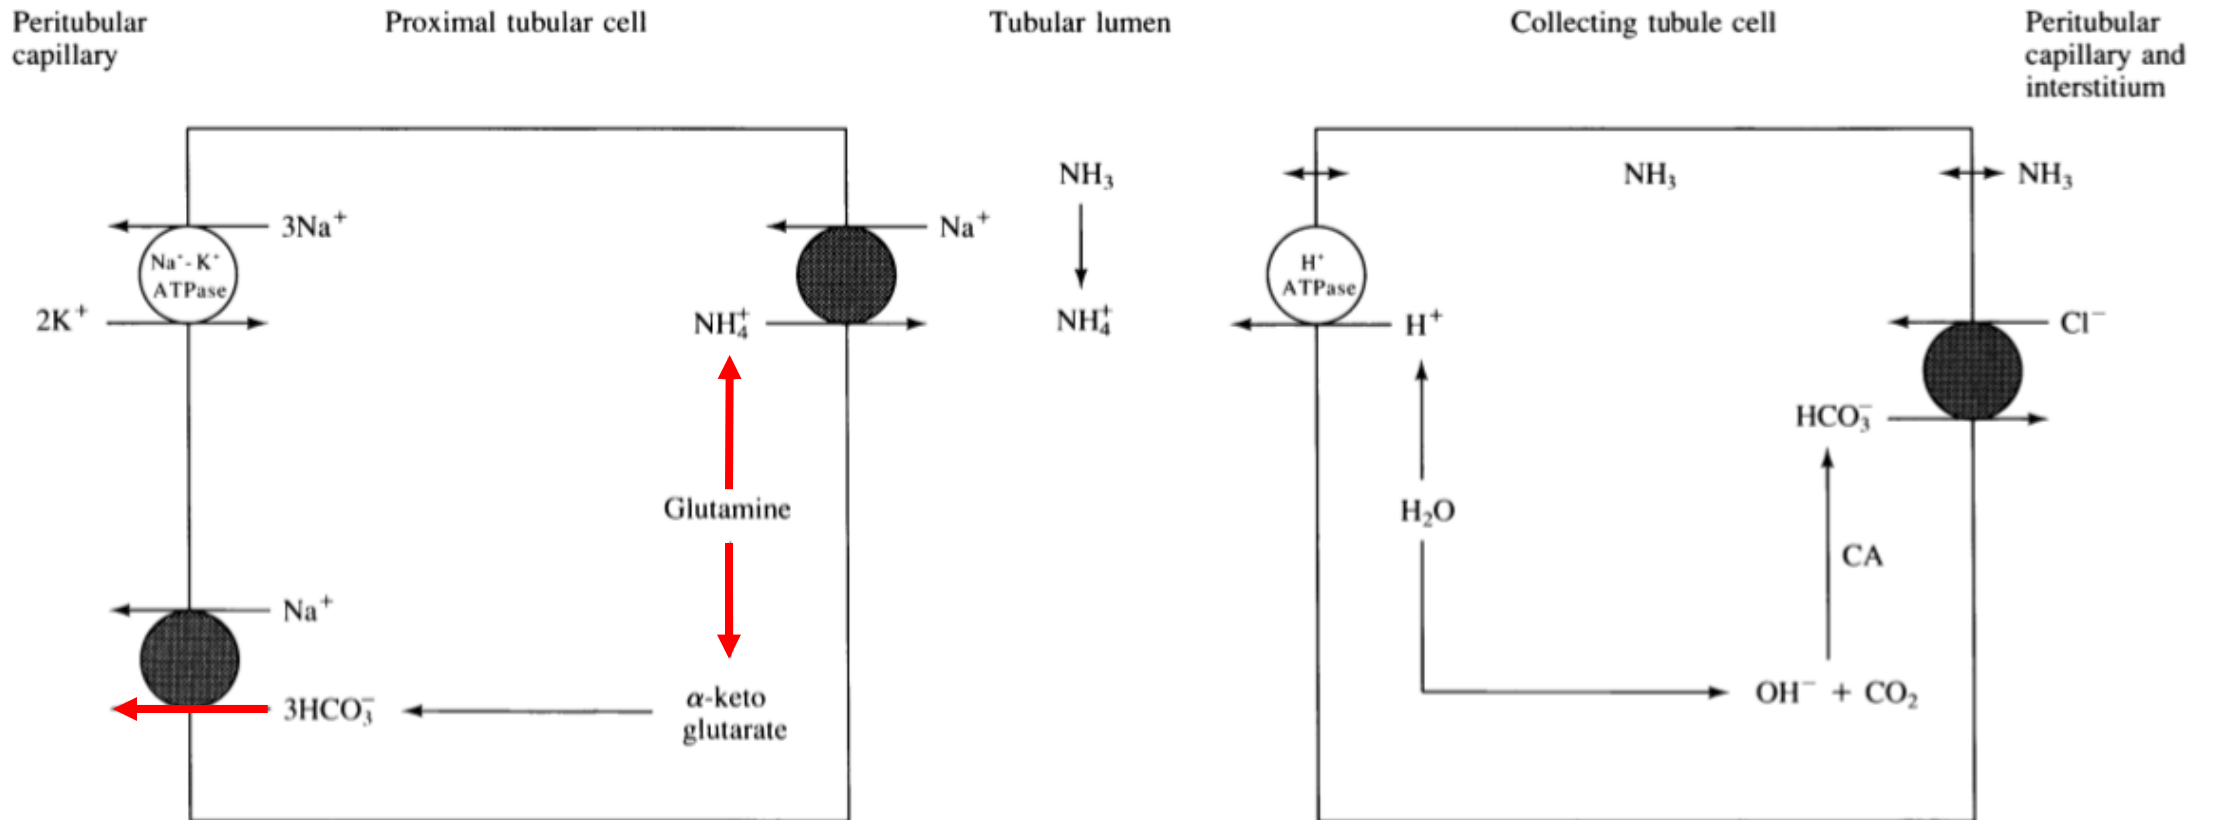 Peritubular
capillary
Proximal tubular cell
Tubular lumen
Collecting tubule cell
Peritubular
capillary and
interstitium
3Na⁺
Na⁺- K⁺
ATPase
2K⁺
Na⁺
NH₄⁺
Glutamine
α-keto
glutarate
Na⁺
3HCO₃⁻
NH₃
NH₄⁺
NH₃
NH₃
H⁺
ATPase
H⁺
Cl⁻
HCO₃⁻
H₂O
CA
OH⁻ + CO₂